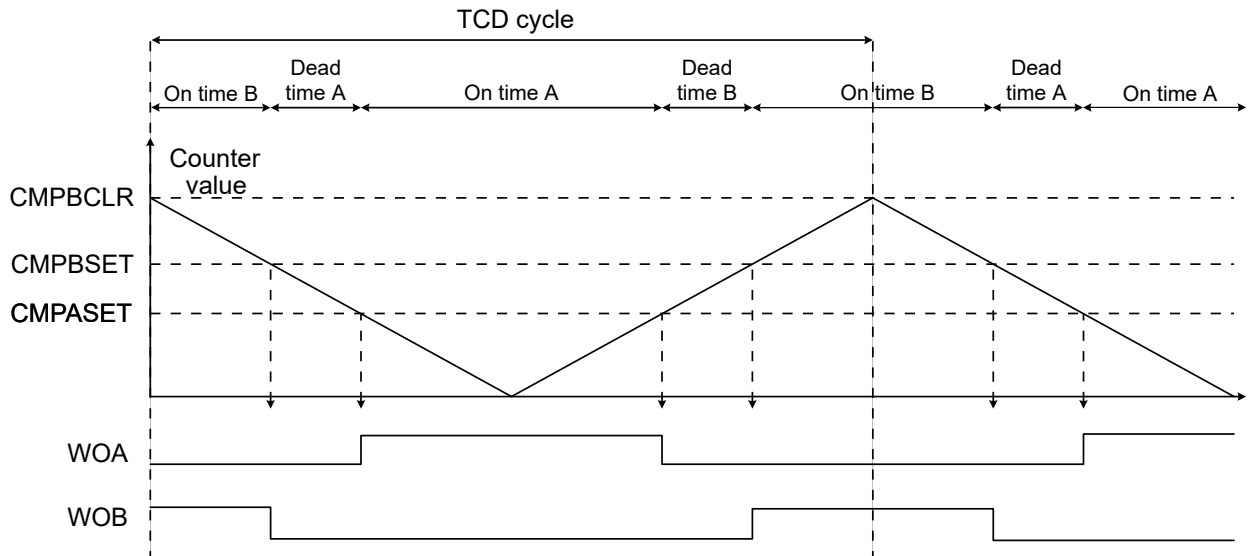 TCD cycle
On time B
Dead
time A
On time A
Dead
time B
On time B
Dead
time A
On time A
Counter
value
CMPBCLR
CMPBSET
CMPASET
WOA
WOB